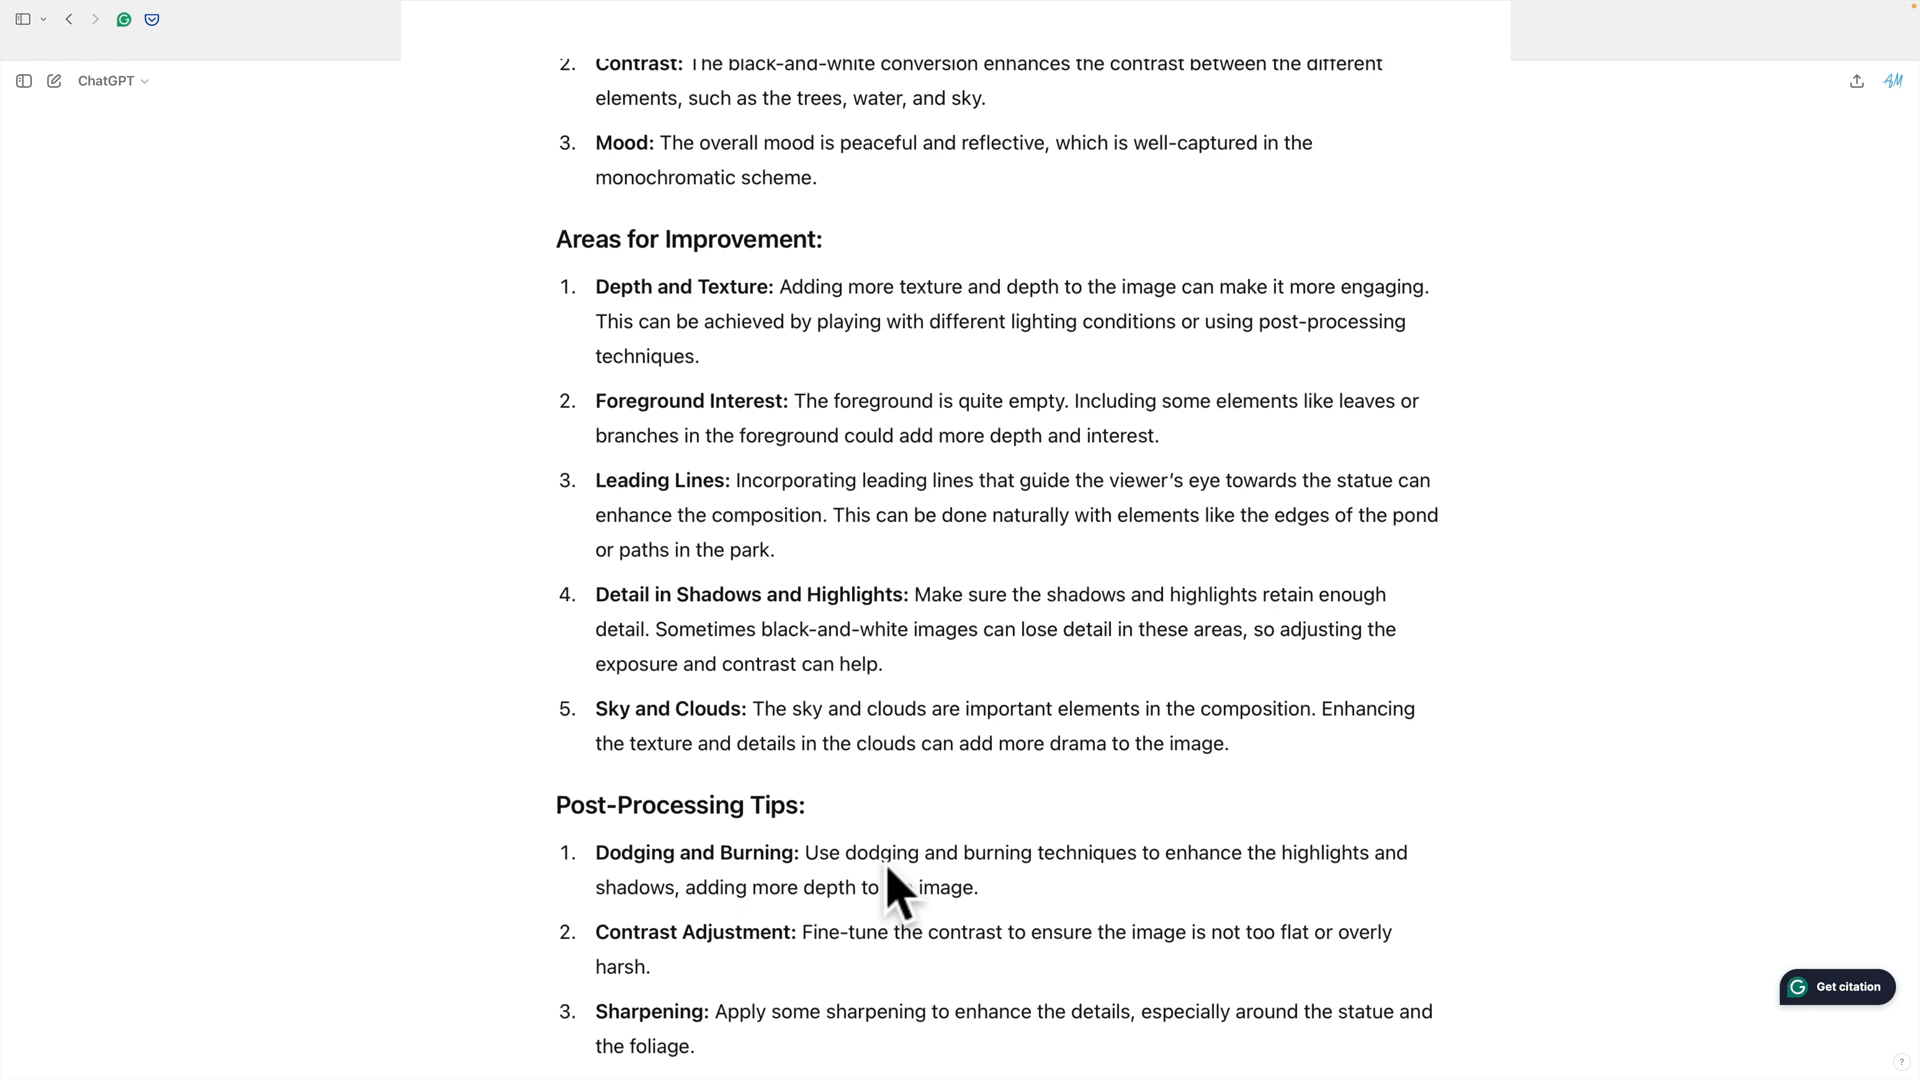 ChatGPT
2. Contrast: The black-and-white conversion enhances the contrast between the different
elements, such as the trees, water, and sky.
3. Mood: The overall mood is peaceful and reflective, which is well-captured in the
monochromatic scheme.
Areas for Improvement:
1. Depth and Texture: Adding more texture and depth to the image can make it more engaging.
This can be achieved by playing with different lighting conditions or using post-processing
techniques.
2. Foreground Interest: The foreground is quite empty. Including some elements like leaves or
branches in the foreground could add more depth and interest.
3. Leading Lines: Incorporating leading lines that guide the viewer’s eye towards the statue can
enhance the composition. This can be done naturally with elements like the edges of the pond
or paths in the park.
4. Detail in Shadows and Highlights: Make sure the shadows and highlights retain enough
detail. Sometimes black-and-white images can lose detail in these areas, so adjusting the
exposure and contrast can help.
5. Sky and Clouds: The sky and clouds are important elements in the composition. Enhancing
the texture and details in the clouds can add more drama to the image.
Post-Processing Tips:
1. Dodging and Burning: Use dodging and burning techniques to enhance the highlights and
shadows, adding more depth to image.
2. Contrast Adjustment: Fine-tune the contrast to ensure the image is not too flat or overly
harsh.
3. Sharpening: Apply some sharpening to enhance the details, especially around the statue and
the foliage.
AM
G Get citation
?